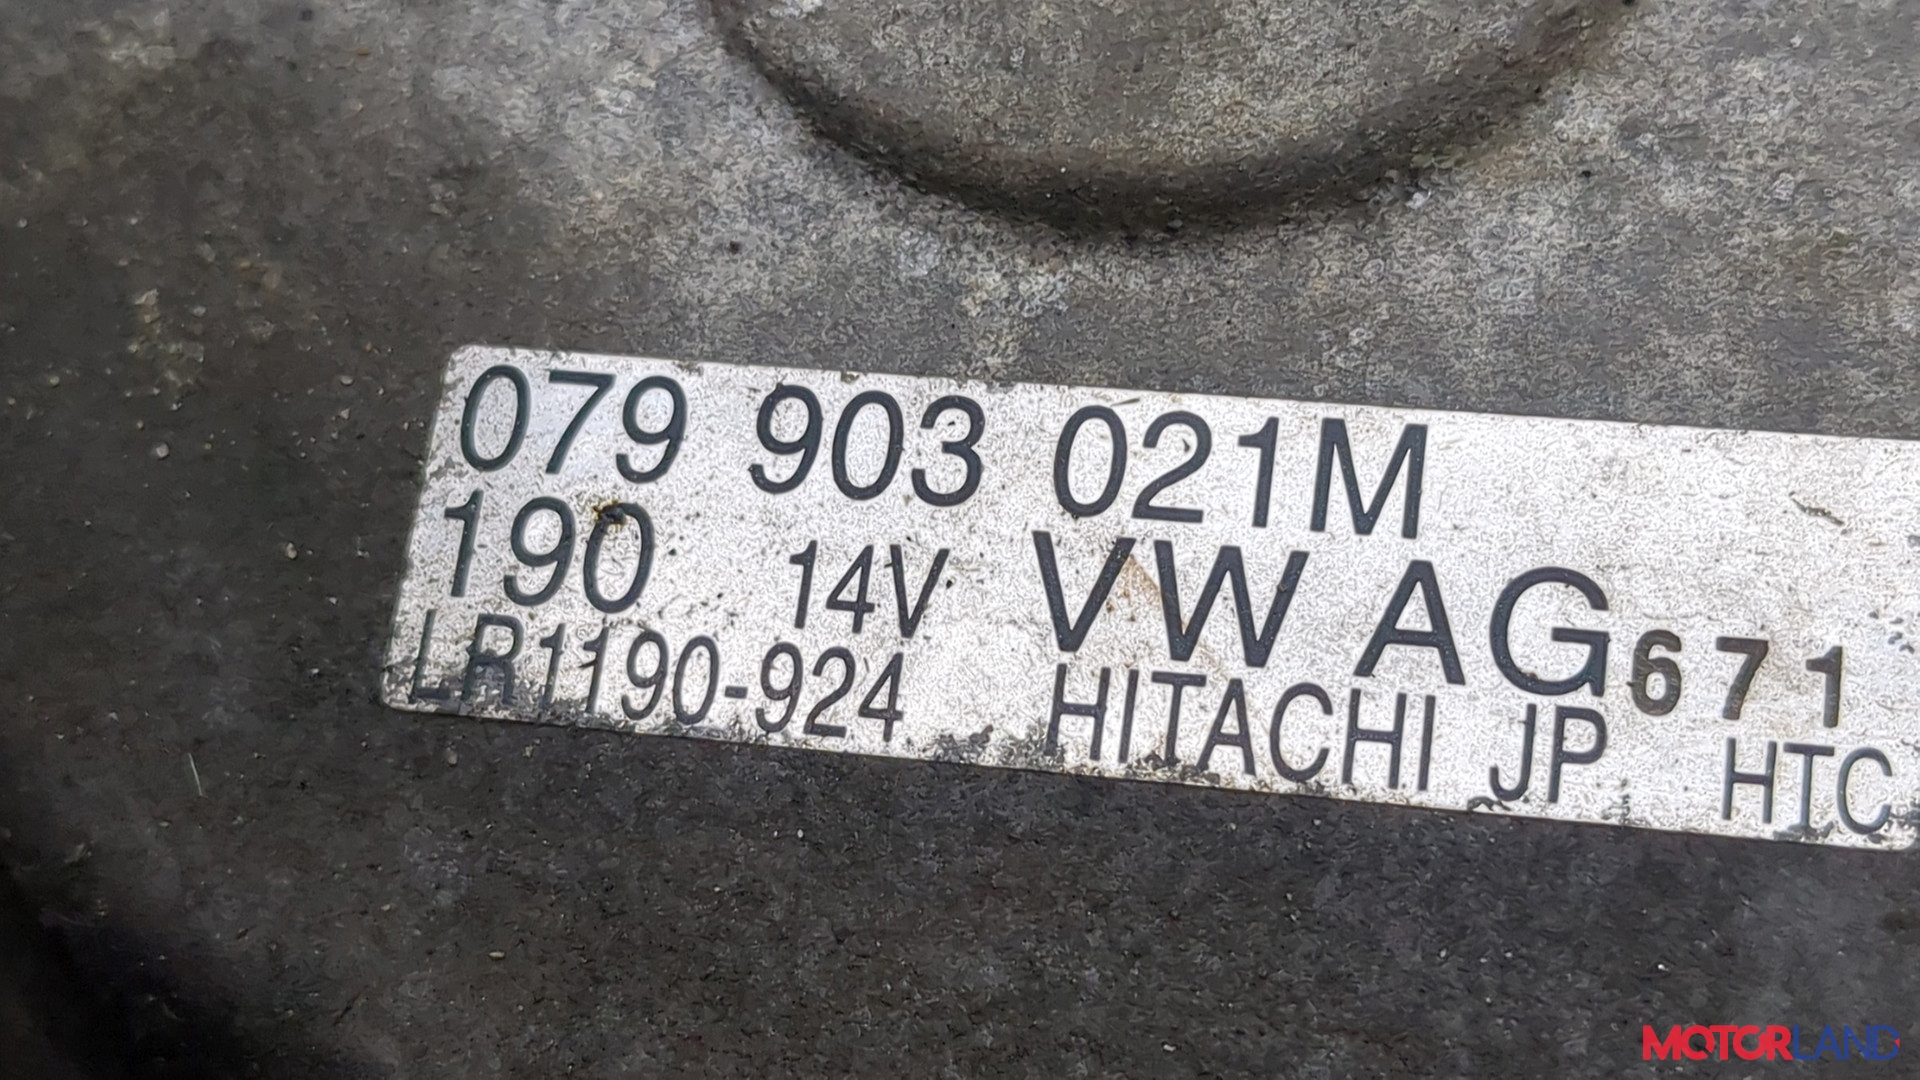 079 903 021M
190 14V VW AG 671
LR1190-924 HITACHI JP HTC
MOTORLAND